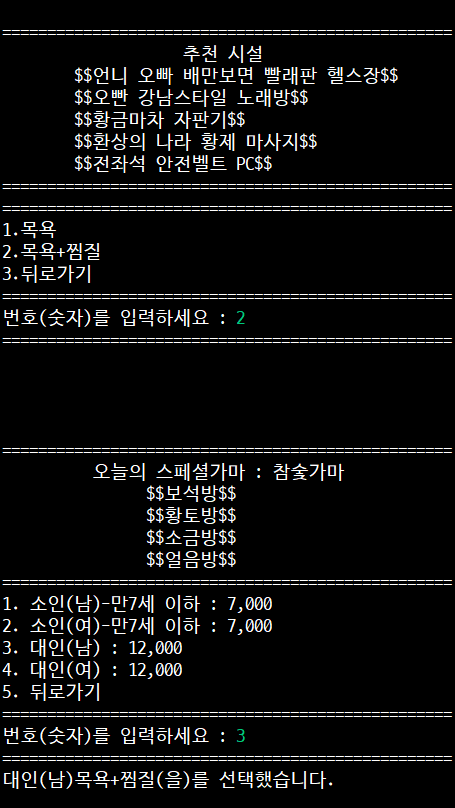 ==================================================
추천 시설
$$언니 오빠 배만보면 빨래판 헬스장$$
$$오빤 강남스타일 노래방$$
$$황금마차 자판기$$
$$환상의 나라 황제 마사지$$
$$전좌석 안전벨트 PC$$
==================================================
==================================================
1.목욕
2.목욕+찜질
3.뒤로가기
==================================================
번호(숫자)를 입력하세요 : 2
==================================================
==================================================
오늘의 스페셜가마 : 참숯가마
$$보석방$$
$$황토방$$
$$소금방$$
$$얼음방$$
==================================================
1. 소인(남)-만7세 이하 : 7,000
2. 소인(여)-만7세 이하 : 7,000
3. 대인(남) : 12,000
4. 대인(여) : 12,000
5. 뒤로가기
==================================================
번호(숫자)를 입력하세요 : 3
==================================================
대인(남)목욕+찜질(을)를 선택했습니다.